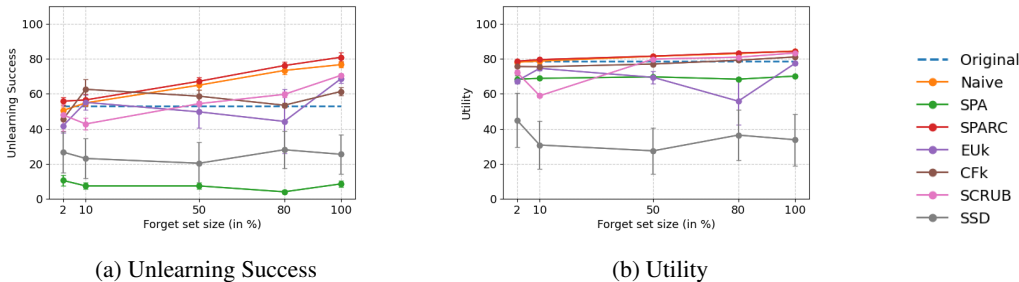 100
80
60
40
20
0
Unlearning Success
2 10 50 80 100
Forget set size (in %)
(a) Unlearning Success
100
80
60
40
20
0
Utility
2 10 50 80 100
Forget set size (in %)
(b) Utility
Original
Naive
SPA
SPARC
EUk
CFk
SCRUB
SSD